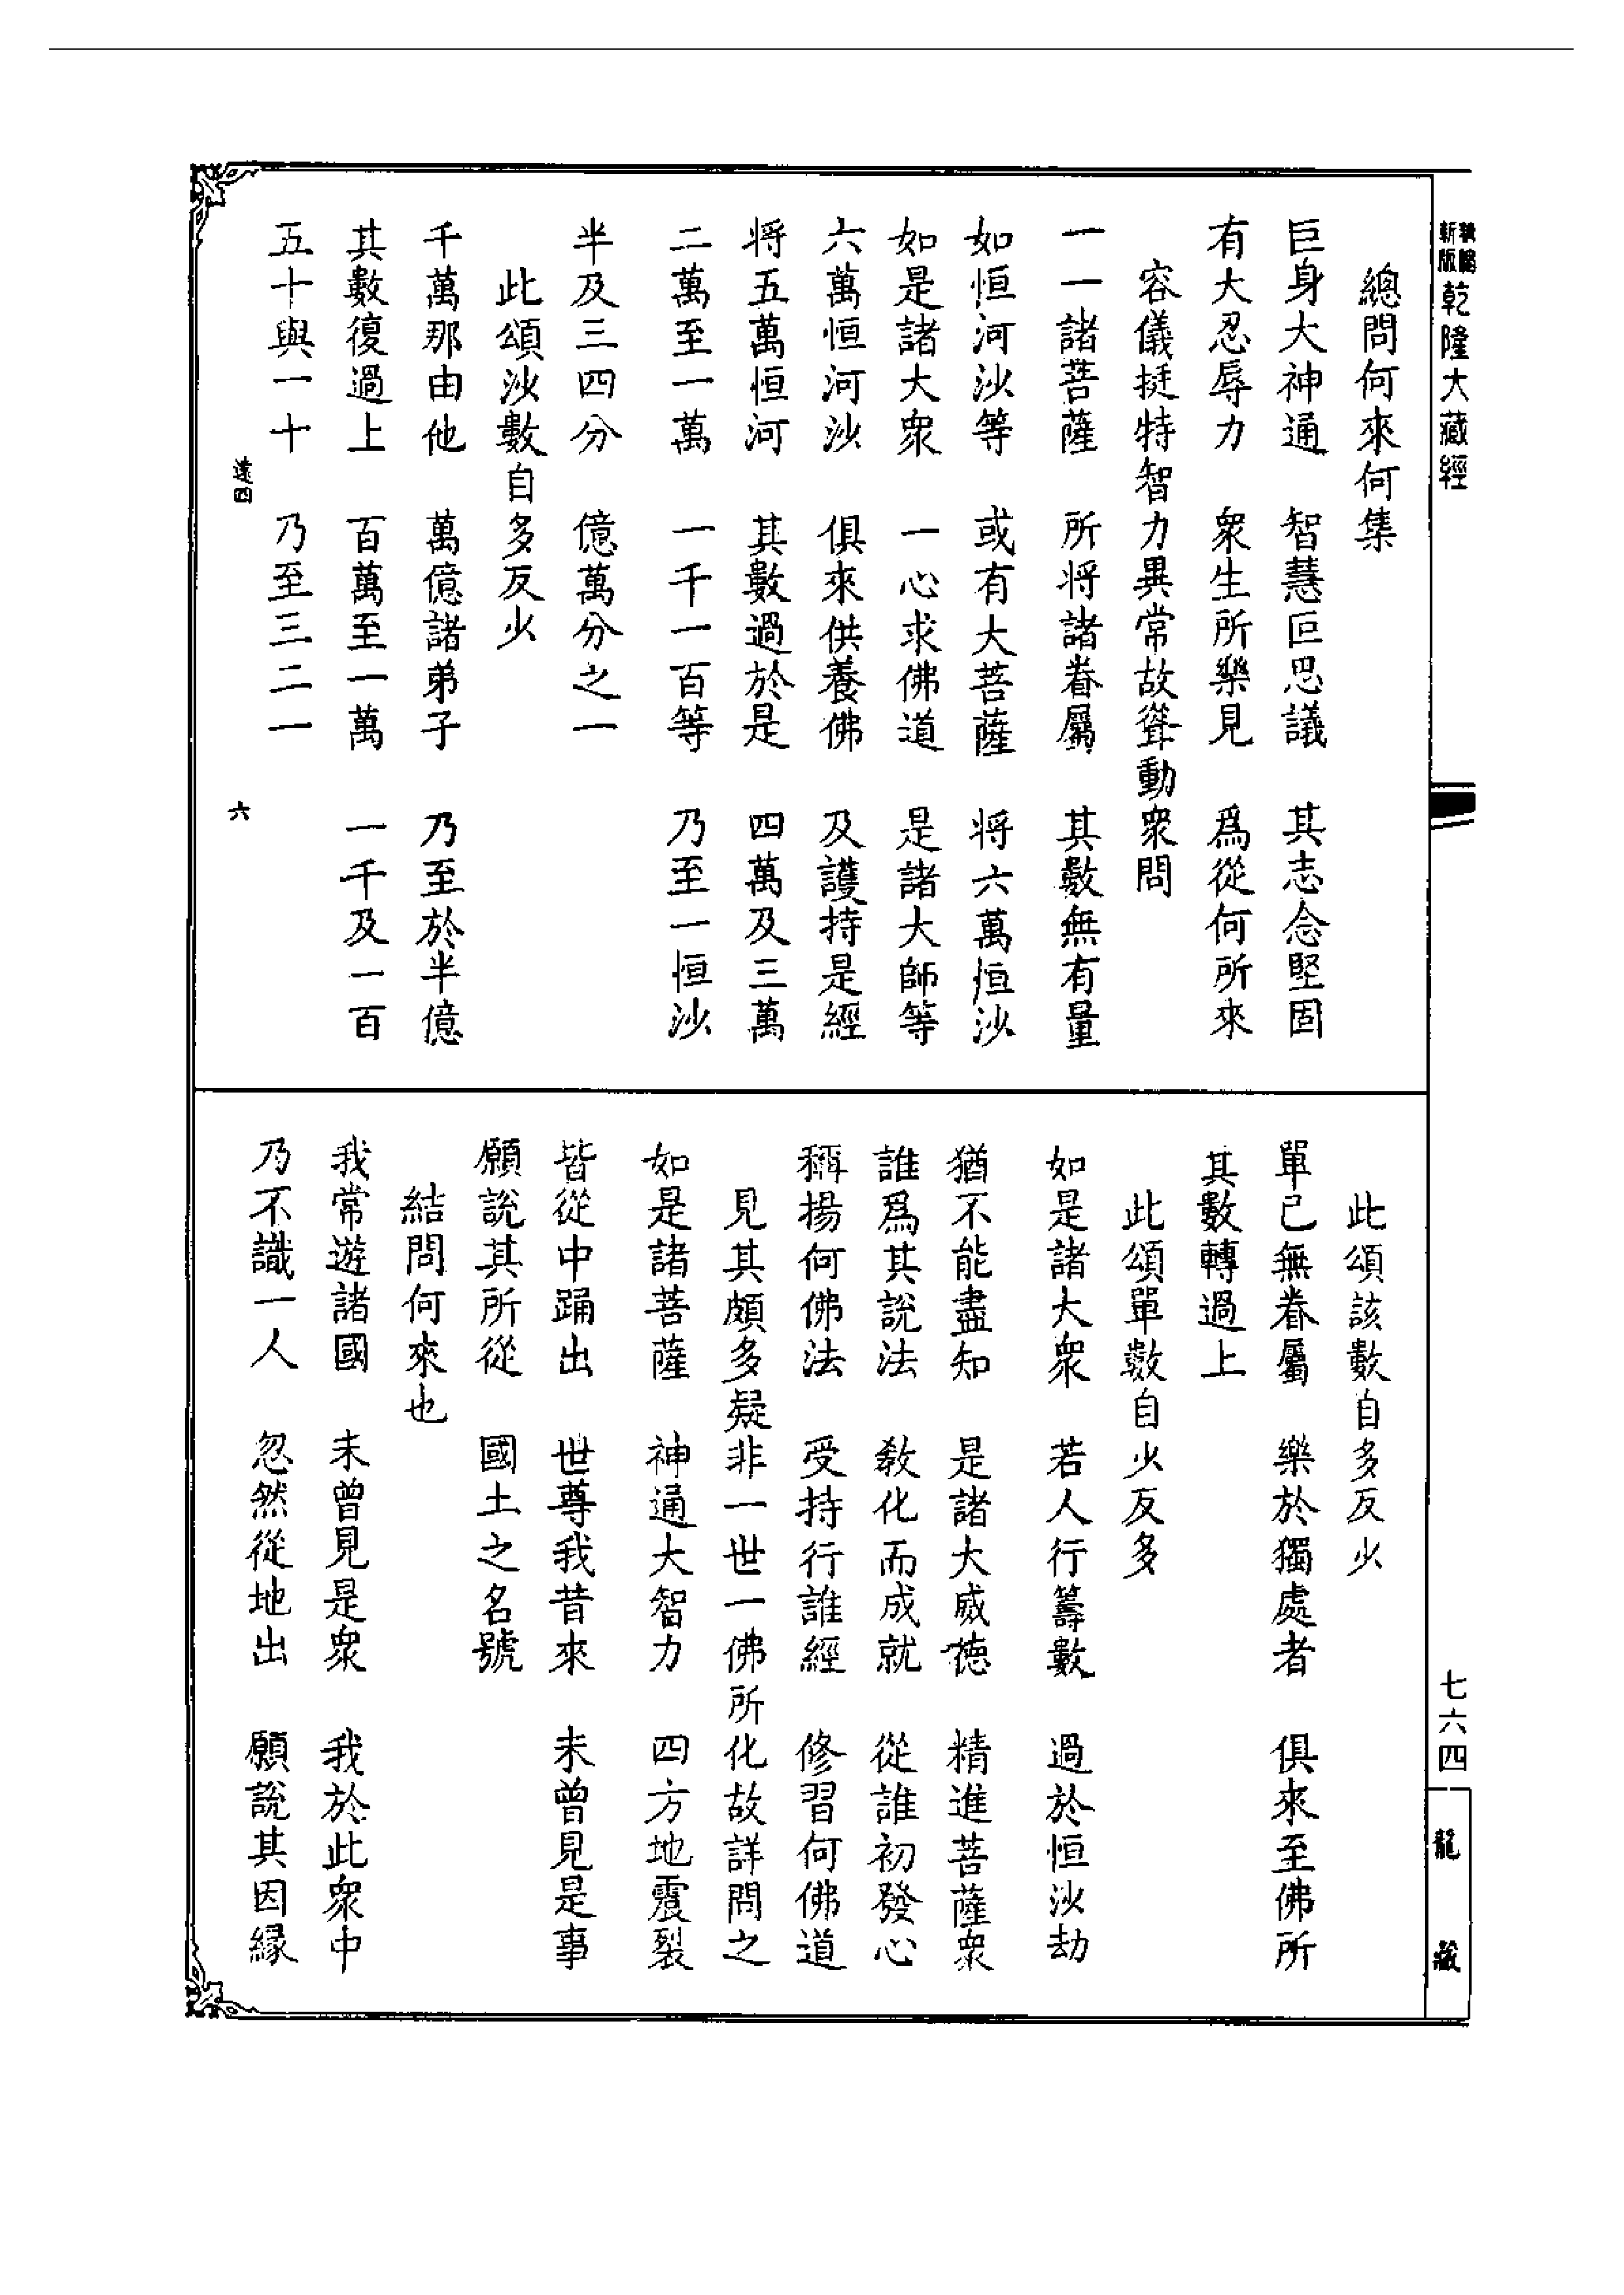 乾隆大藏經
總問何來何集
巨身大神通　智慧叵思議　其志念堅固
有大忍辱力　衆生所樂見　爲從何所來
容儀挺特智力異常故聳動衆問
一一諸菩薩　所將諸眷屬　其數無有量
如恒河沙等　或有大菩薩　將六萬恒沙
如是諸大衆　一心求佛道　是諸大師等
六萬恒河沙　俱來供養佛　及護持是經
將五萬恒河　其數過於是　四萬及三萬
二萬至一萬　一千一百等　乃至一恒沙
半及三四分　億萬分之一
此頌沙數自多反少
千萬那由他　萬億諸弟子　乃至於半億
其數復過上　百萬至一萬　一千及一百
五十與一十　乃至三二一
遠四　六
此頌該數自多反少
單已無眷屬　樂於獨處者　俱來至佛所
其數轉過上
此頌單數自少反多
如是諸大衆　若人行籌數　過於恒沙劫
猶不能盡知　是諸大威德　精進菩薩衆
誰爲其說法　敎化而成就　從誰初發心
稱揚何佛法　受持行誰經　修習何佛道
見其頗多疑非一世一佛所化故詳問之
如是諸菩薩　神通大智力　四方地震裂
皆從中踊出　世尊我昔來　未曾見是事
願說其所從　國土之名號
結問何來也
我常遊諸國　未曾見是衆　我於此衆中
乃不識一人　忽然從地出　願說其因緣
七六四
龍藏